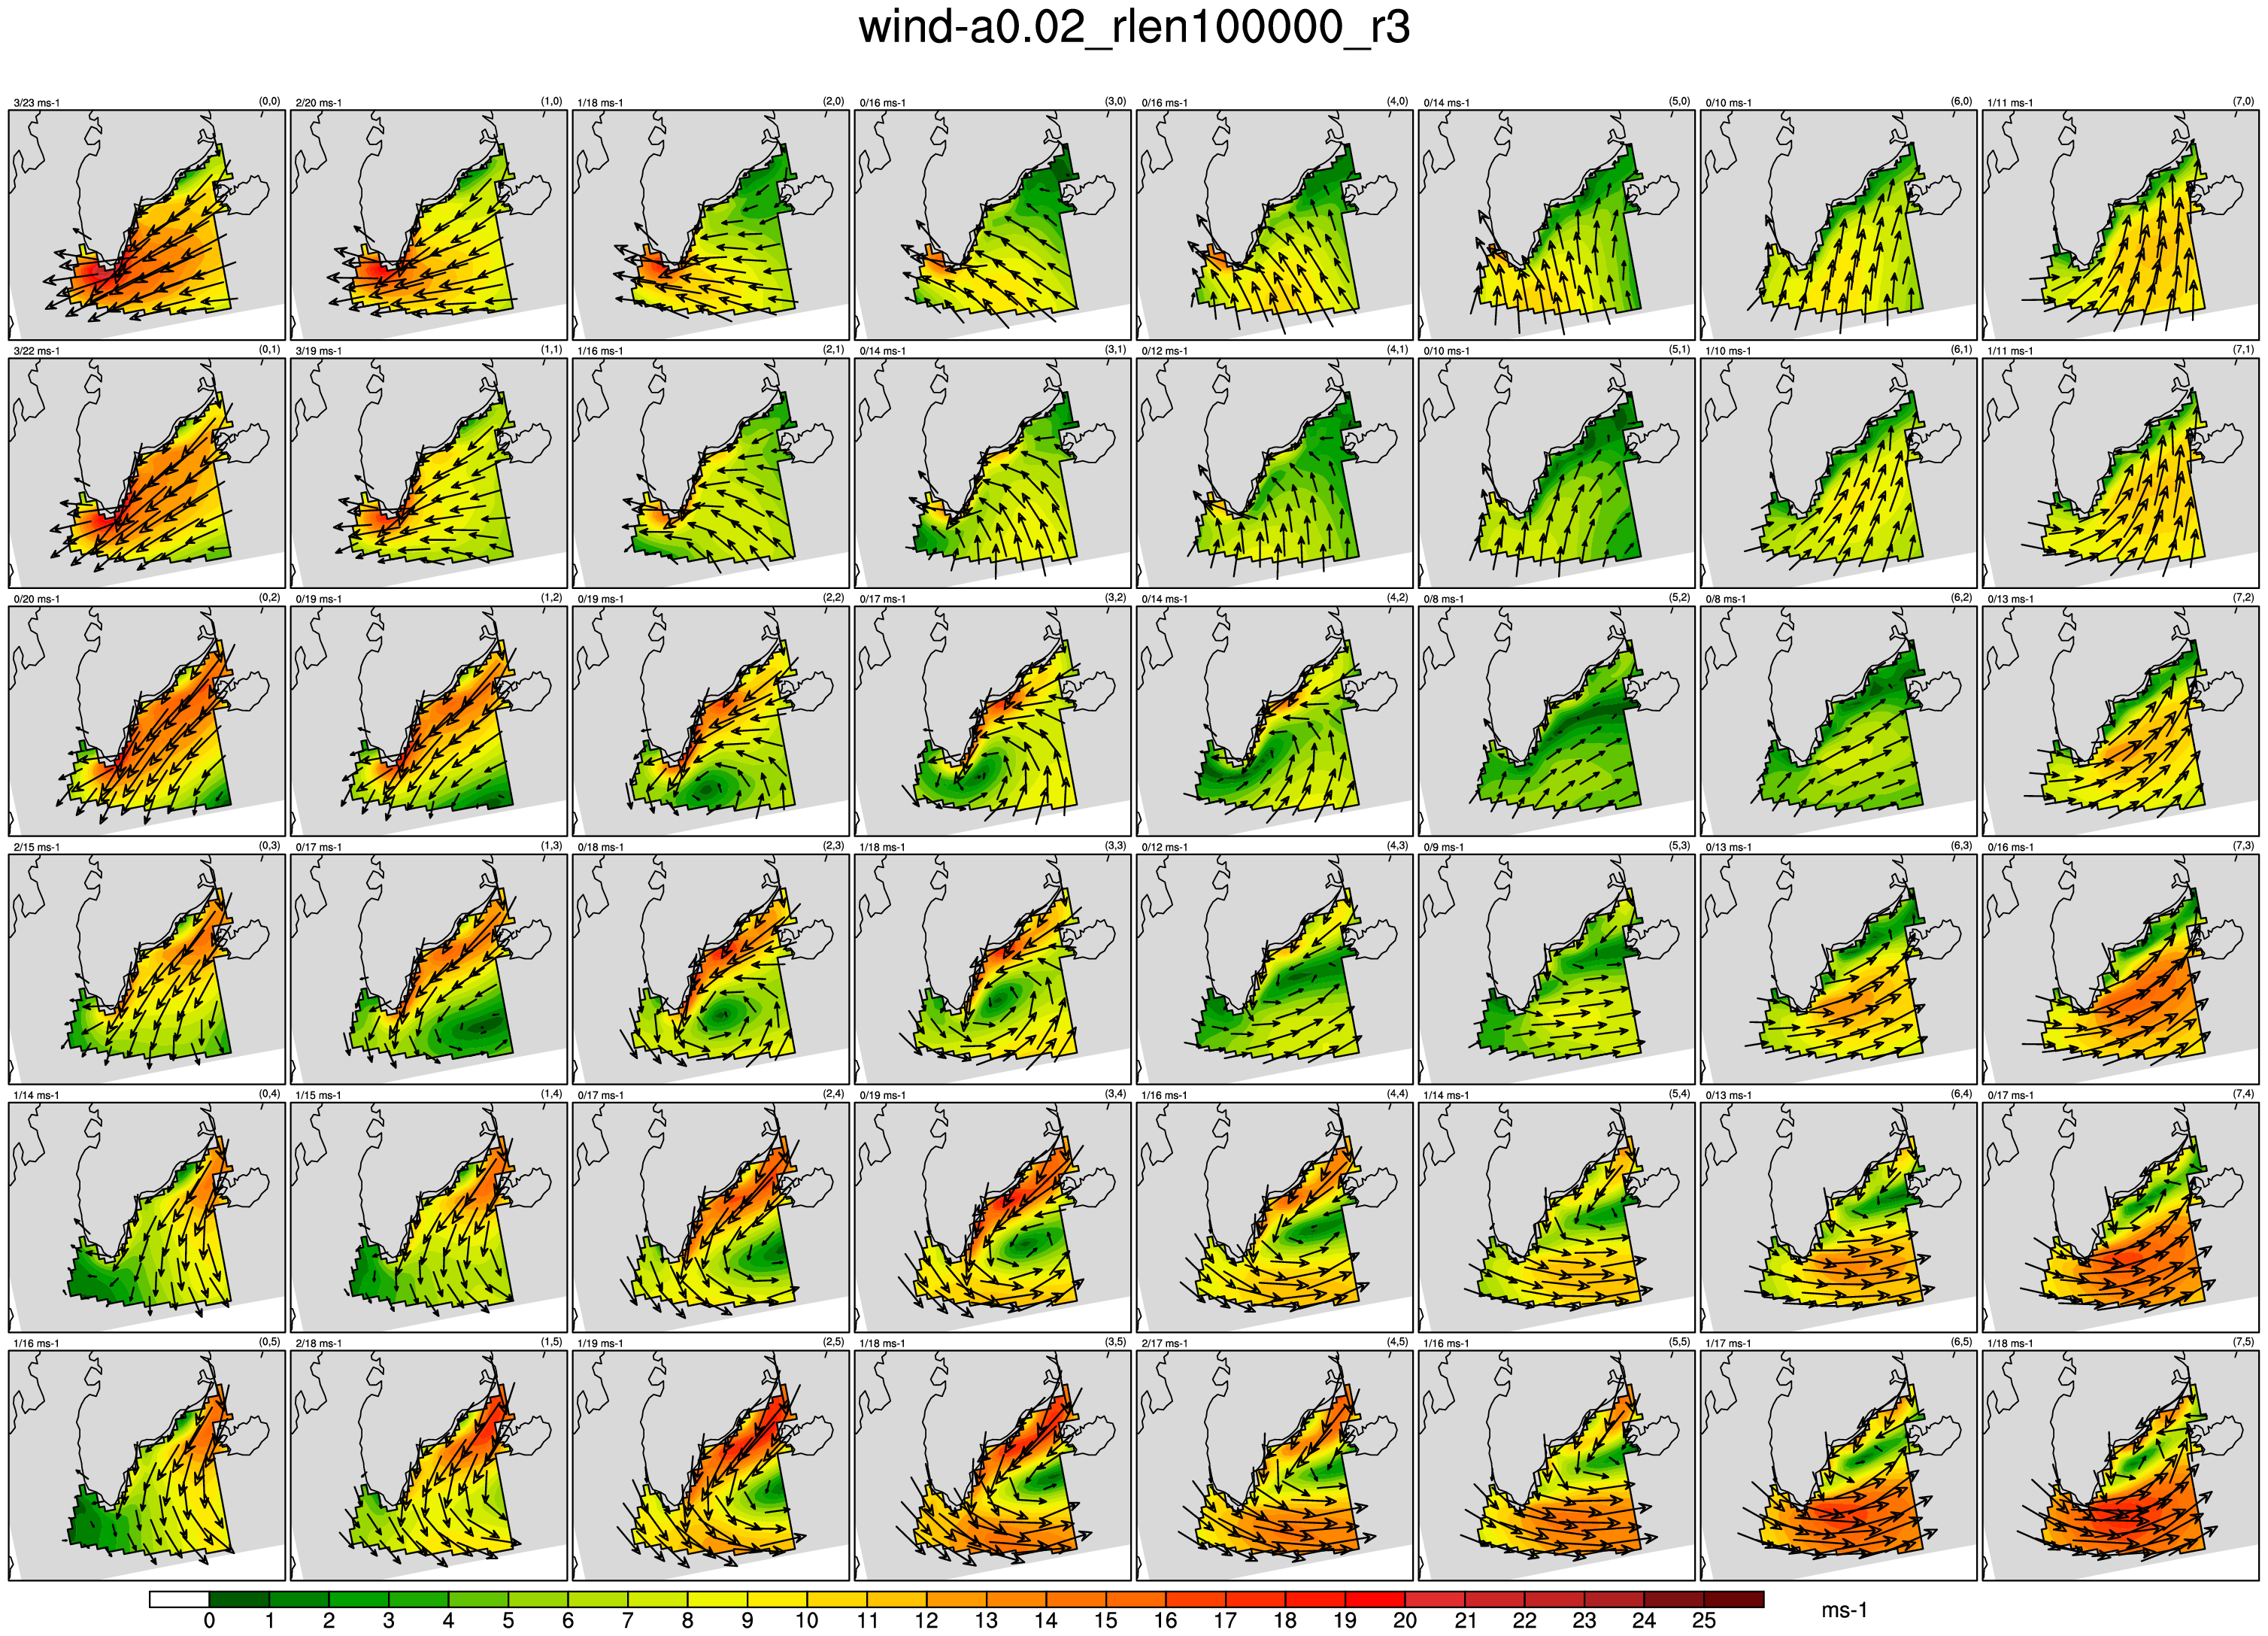 wind-a0.02_rlen100000_r3
3/23 ms-1 (0,0) 2/20 ms-1 (1,0) 1/18 ms-1 (2,0) 0/16 ms-1 (3,0) 0/16 ms-1 (4,0) 0/14 ms-1 (5,0) 0/10 ms-1 (6,0) 1/11 ms-1 (7,0)
3/22 ms-1 (0,1) 3/19 ms-1 (1,1) 1/16 ms-1 (2,1) 0/14 ms-1 (3,1) 0/12 ms-1 (4,1) 0/10 ms-1 (5,1) 1/10 ms-1 (6,1) 1/11 ms-1 (7,1)
0/20 ms-1 (0,2) 0/19 ms-1 (1,2) 0/19 ms-1 (2,2) 0/17 ms-1 (3,2) 0/14 ms-1 (4,2) 0/8 ms-1 (5,2) 0/8 ms-1 (6,2) 0/13 ms-1 (7,2)
2/15 ms-1 (0,3) 0/17 ms-1 (1,3) 0/18 ms-1 (2,3) 1/18 ms-1 (3,3) 0/12 ms-1 (4,3) 0/9 ms-1 (5,3) 0/13 ms-1 (6,3) 0/16 ms-1 (7,3)
1/14 ms-1 (0,4) 1/15 ms-1 (1,4) 0/17 ms-1 (2,4) 0/19 ms-1 (3,4) 1/16 ms-1 (4,4) 1/14 ms-1 (5,4) 0/13 ms-1 (6,4) 0/17 ms-1 (7,4)
1/16 ms-1 (0,5) 2/18 ms-1 (1,5) 1/19 ms-1 (2,5) 1/18 ms-1 (3,5) 2/17 ms-1 (4,5) 1/16 ms-1 (5,5) 1/17 ms-1 (6,5) 1/18 ms-1 (7,5)
0 1 2 3 4 5 6 7 8 9 10 11 12 13 14 15 16 17 18 19 20 21 22 23 24 25 ms-1